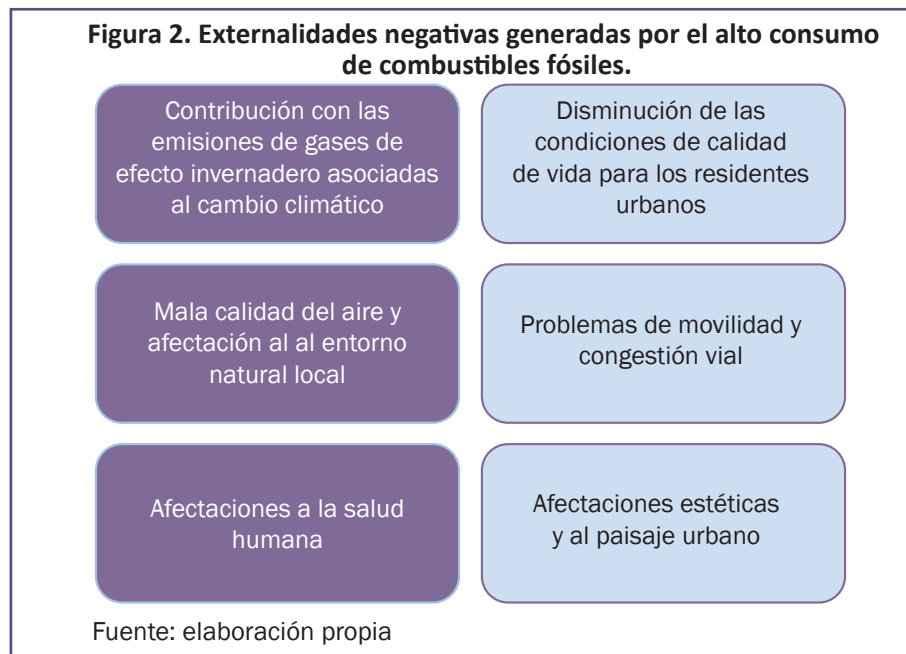 Figura 2. Externalidades negativas generadas por el alto consumo
de combustibles fósiles.
Contribución con las
emisiones de gases de
efecto invernadero asociadas
al cambio climático
Disminución de las
condiciones de calidad
de vida para los residentes
urbanos
Mala calidad del aire y
afectación al al entorno
natural local
Problemas de movilidad y
congestión vial
Afectaciones a la salud
humana
Afectaciones estéticas
y al paisaje urbano
Fuente: elaboración propia